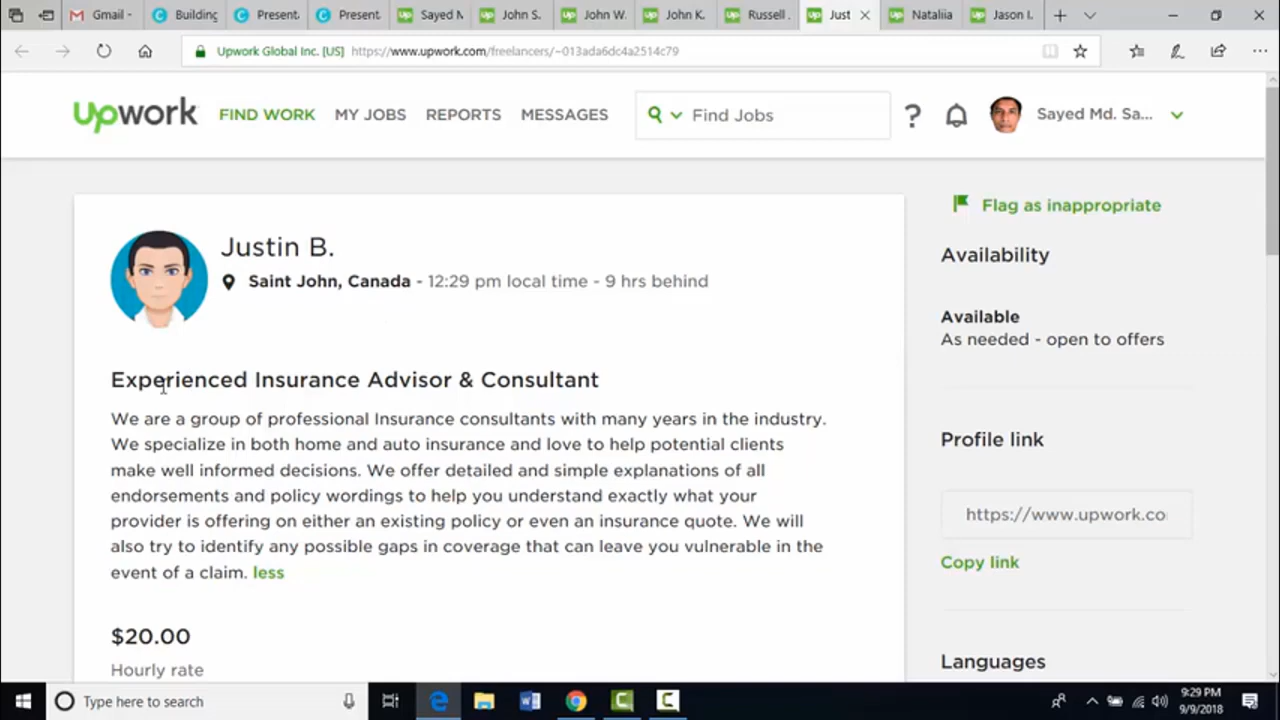 Gmail - Building Present Present Sayed M John S. John W. John K. Russell Just Nataliia Jason I.
Upwork Global Inc. [US] https://www.upwork.com/freelancers/~013ada6dc4a2514c79
upwork FIND WORK MY JOBS REPORTS MESSAGES Find Jobs ? Sayed Md. Sa...
Flag as inappropriate
Justin B.
Saint John, Canada - 12:29 pm local time - 9 hrs behind
Availability
Available
As needed - open to offers
Experienced Insurance Advisor & Consultant
We are a group of professional Insurance consultants with many years in the industry.
We specialize in both home and auto insurance and love to help potential clients
make well informed decisions. We offer detailed and simple explanations of all
endorsements and policy wordings to help you understand exactly what your
provider is offering on either an existing policy or even an insurance quote. We will
also try to identify any possible gaps in coverage that can leave you vulnerable in the
event of a claim. less
Profile link
https://www.upwork.co
Copy link
$20.00
Hourly rate
Languages
Type here to search
9:29 PM
9/9/2018